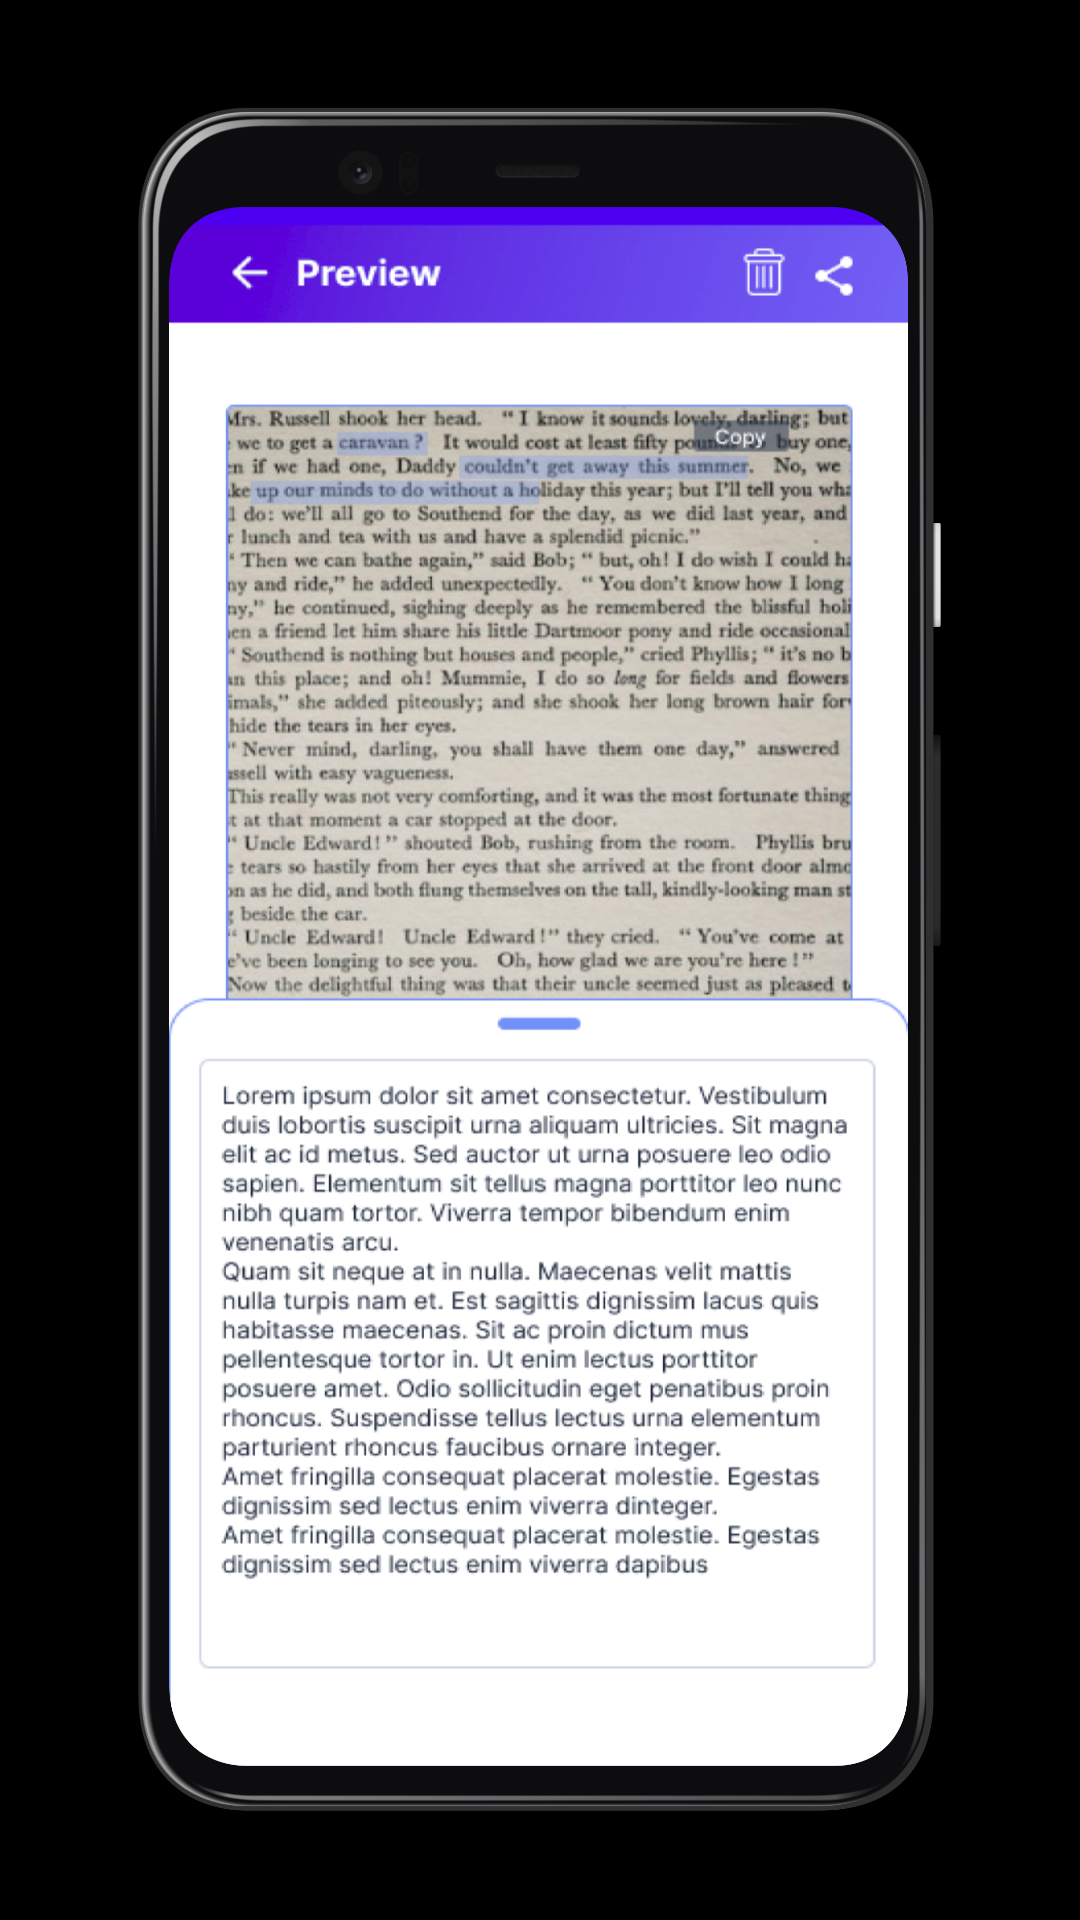 Preview
Mrs. Russell shook her head. “ I know it sounds lovely, darling; but
we to get a caravan ? It would cost at least fifty buy one,
Copy
if we had one, Daddy couldn’t get away this summer. No, we
up our minds to do without a holiday this year; but I’ll tell you
do: we’ll all go to Southend for the day, as we did last year, and
lunch and tea with us and have a splendid picnic.”
“ Then we can bathe again,” said Bob; “ but, oh! I do wish I could
and ride,” he added unexpectedly. “ You don’t know how I long
he continued, sighing deeply as he remembered the blissful
a friend let him share his little Dartmoor pony and ride
“ Southend is nothing but houses and people,” cried Phyllis; “ it’s no
this place; and oh! Mummie, I do so long for fields and flowers
she added piteously; and she shook her long brown hair
hide the tears in her eyes.
“ Never mind, darling, you shall have them one day,” answered
with easy vagueness.
This really was not very comforting, and it was the most fortunate thing
at that moment a car stopped at the door.
“ Uncle Edward! ” shouted Bob, rushing from the room. Phyllis
tears so hastily from her eyes that she arrived at the front door
as he did, and both flung themselves on the tall, kindly-looking man
beside the car.
“ Uncle Edward! Uncle Edward !” they cried. “ You’ve come at
been longing to see you. Oh, how glad we are you’re here !”
Now the delightful thing was that their uncle seemed just as pleased
Lorem ipsum dolor sit amet consectetur. Vestibulum
duis lobortis suscipit urna aliquam ultricies. Sit magna
elit ac id metus. Sed auctor ut urna posuere leo odio
sapien. Elementum sit tellus magna porttitor leo nunc
nibh quam tortor. Viverra tempor bibendum enim
venenatis arcu.
Quam sit neque at in nulla. Maecenas velit mattis
nulla turpis nam et. Est sagittis dignissim lacus quis
habitasse maecenas. Sit ac proin dictum mus
pellentesque tortor in. Ut enim lectus porttitor
posuere amet. Odio sollicitudin eget penatibus proin
rhoncus. Suspendisse tellus lectus urna elementum
parturient rhoncus faucibus ornare integer.
Amet fringilla consequat placerat molestie. Egestas
dignissim sed lectus enim viverra dinteger.
Amet fringilla consequat placerat molestie. Egestas
dignissim sed lectus enim viverra dapibus